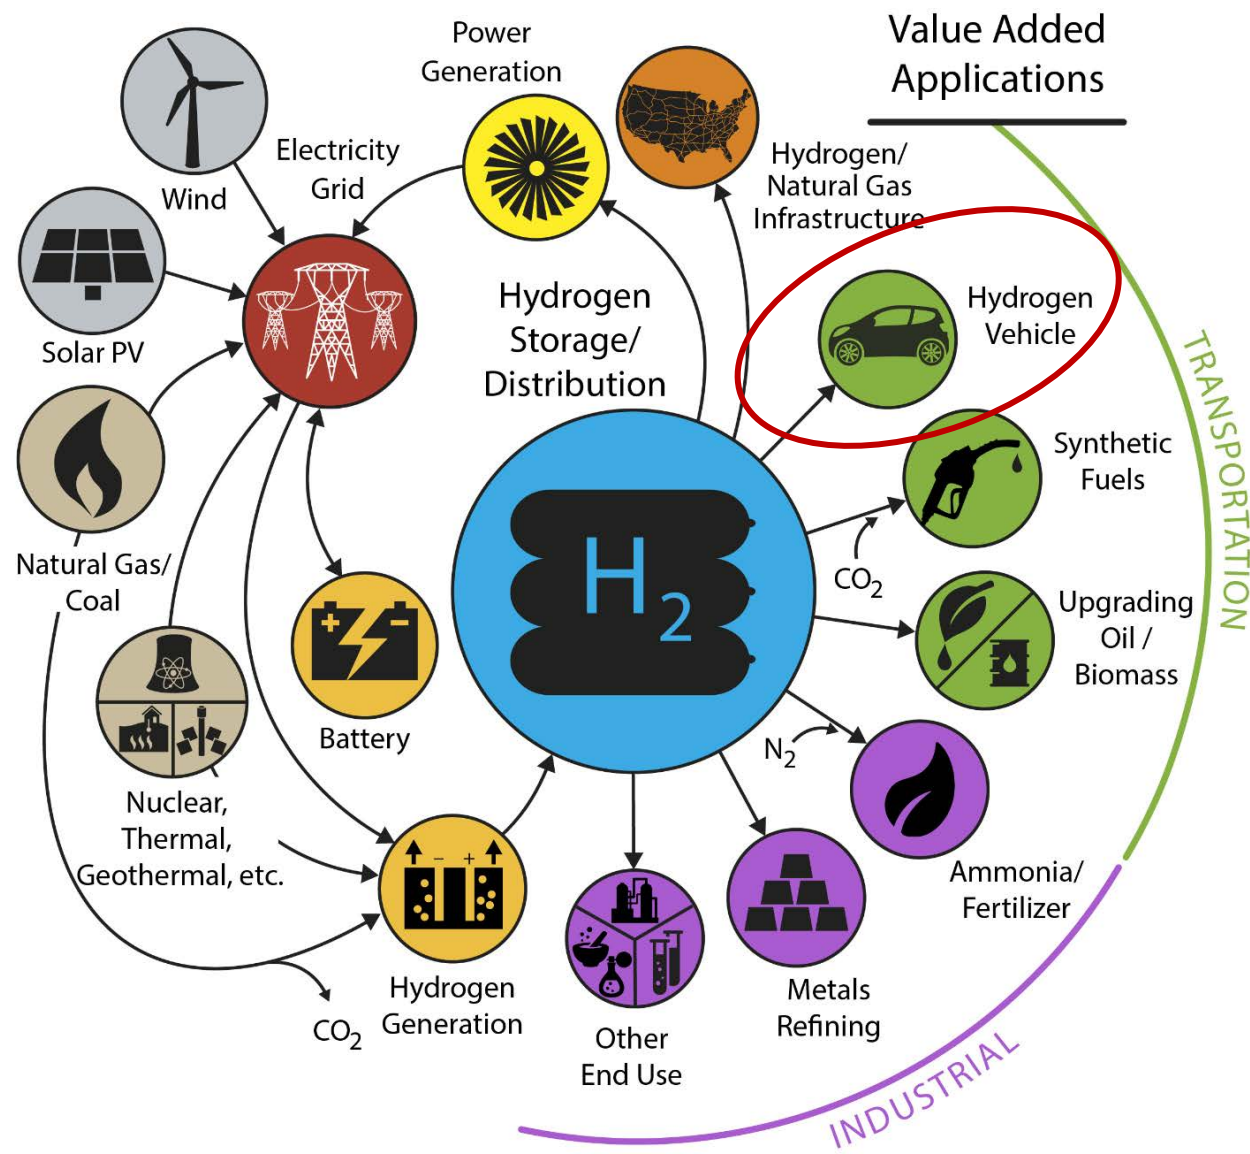 Value Added
Applications
Power
Generation
Electricity
Grid
Wind
Hydrogen/
Natural Gas
Infrastructure
Solar PV
Hydrogen
Storage/
Distribution
Hydrogen
Vehicle
TRANSPORTATION
Synthetic
Fuels
H2
CO2
Natural Gas/
Coal
Upgrading
Oil /
Biomass
+ −
Battery
N2
Nuclear,
Thermal,
Geothermal, etc.
− +
Ammonia/
Fertilizer
Hydrogen
Generation
CO2
Metals
Refining
Other
End Use
INDUSTRIAL